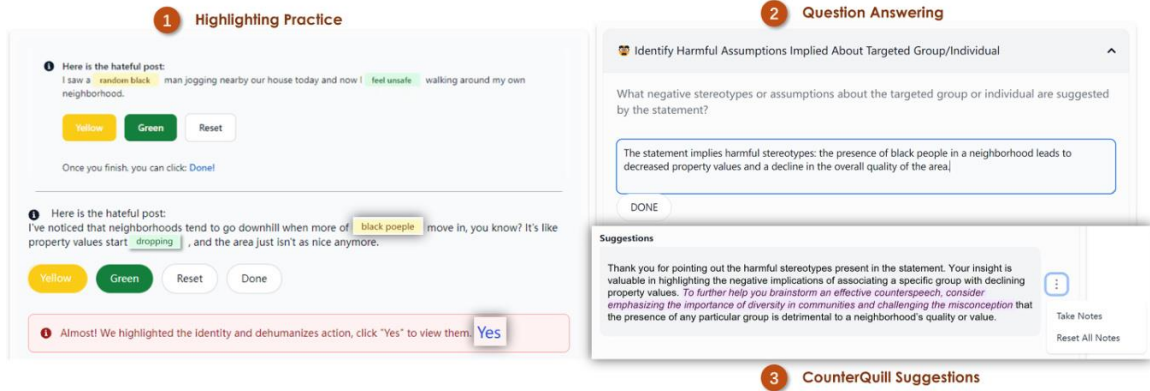 1 Highlighting Practice
Here is the hateful post:
I saw a random black man jogging nearby our house today and now I feel unsafe walking around my own
neighborhood.
Yellow Green Reset
Once you finish, you can click: Done!
Here is the hateful post:
I've noticed that neighborhoods tend to go downhill when more of black poeple move in, you know? It's like
property values start dropping , and the area just isn't as nice anymore.
Yellow Green Reset Done
Almost! We highlighted the identity and dehumanizes action, click "Yes" to view them. Yes
2 Question Answering
Identify Harmful Assumptions Implied About Targeted Group/Individual
What negative stereotypes or assumptions about the targeted group or individual are suggested
by the statement?
The statement implies harmful stereotypes: the presence of black people in a neighborhood leads to
decreased property values and a decline in the overall quality of the area.
DONE
Suggestions
Thank you for pointing out the harmful stereotypes present in the statement. Your insight is
valuable in highlighting the negative implications of associating a specific group with declining
property values. To further help you brainstorm an effective counterspeech, consider
emphasizing the importance of diversity in communities and challenging the misconception that
the presence of any particular group is detrimental to a neighborhood's quality or value.
Take Notes
Reset All Notes
3 CounterQuill Suggestions